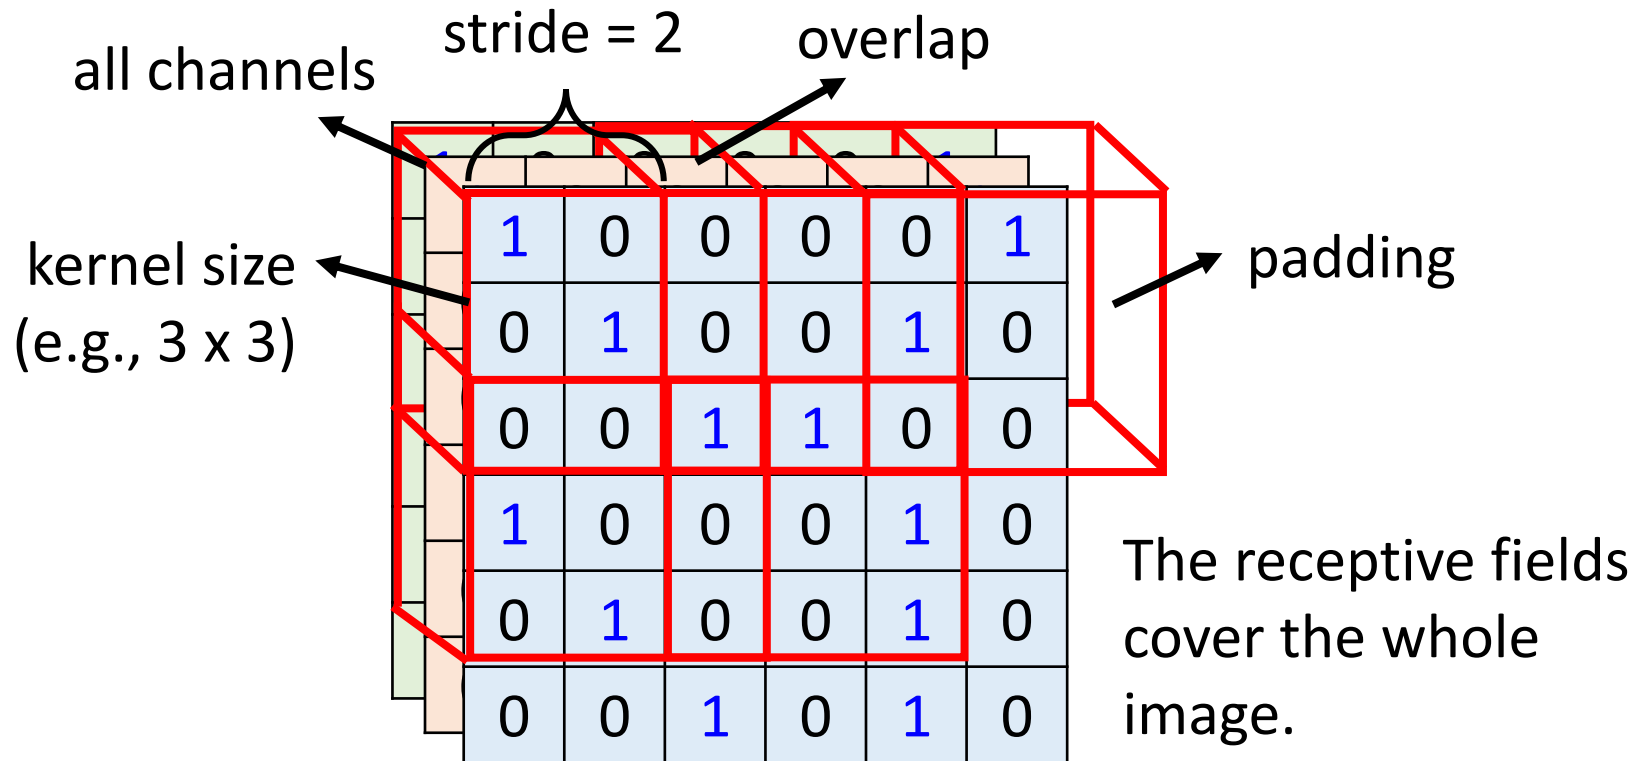 stride = 2
overlap
all channels
kernel size
(e.g., 3 x 3)
padding
1 0 0 0 0 1
0 1 0 0 1 0
0 0 1 1 0 0
1 0 0 0 1 0
0 1 0 0 1 0
0 0 1 0 1 0
The receptive fields
cover the whole
image.